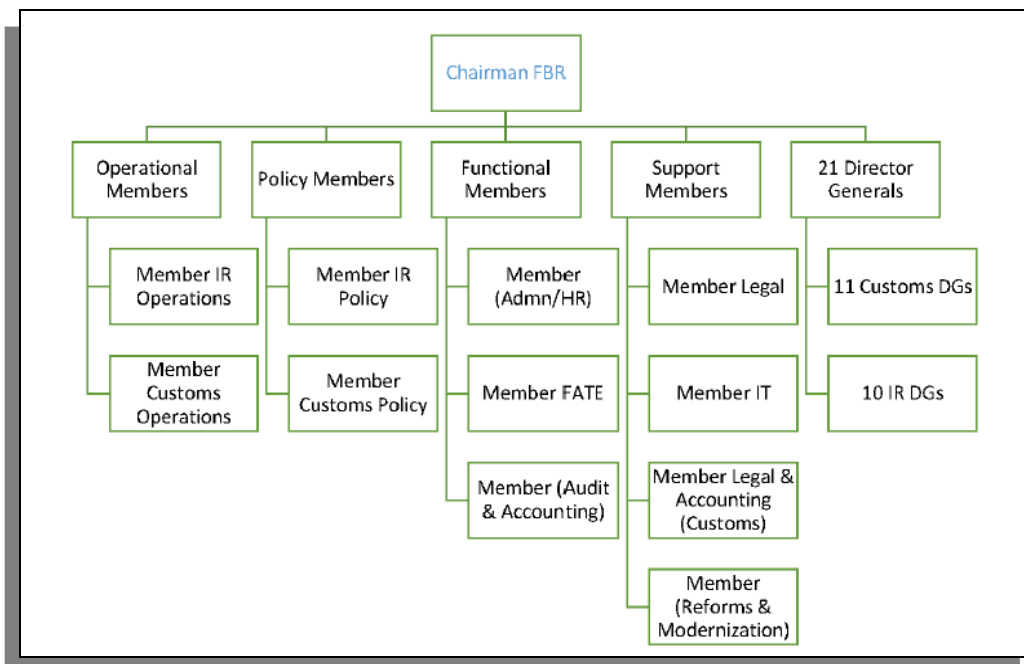 Chairman FBR
Operational
Members
Policy Members
Functional
Members
Support
Members
21 Director
Generals
Member IR
Operations
Member
Customs
Operations
Member IR
Policy
Member
Customs Policy
Member
(Admn/HR)
Member FATE
Member (Audit
& Accounting)
Member Legal
Member IT
Member Legal &
Accounting
(Customs)
Member
(Reforms &
Modernization)
11 Customs DGs
10 IR DGs